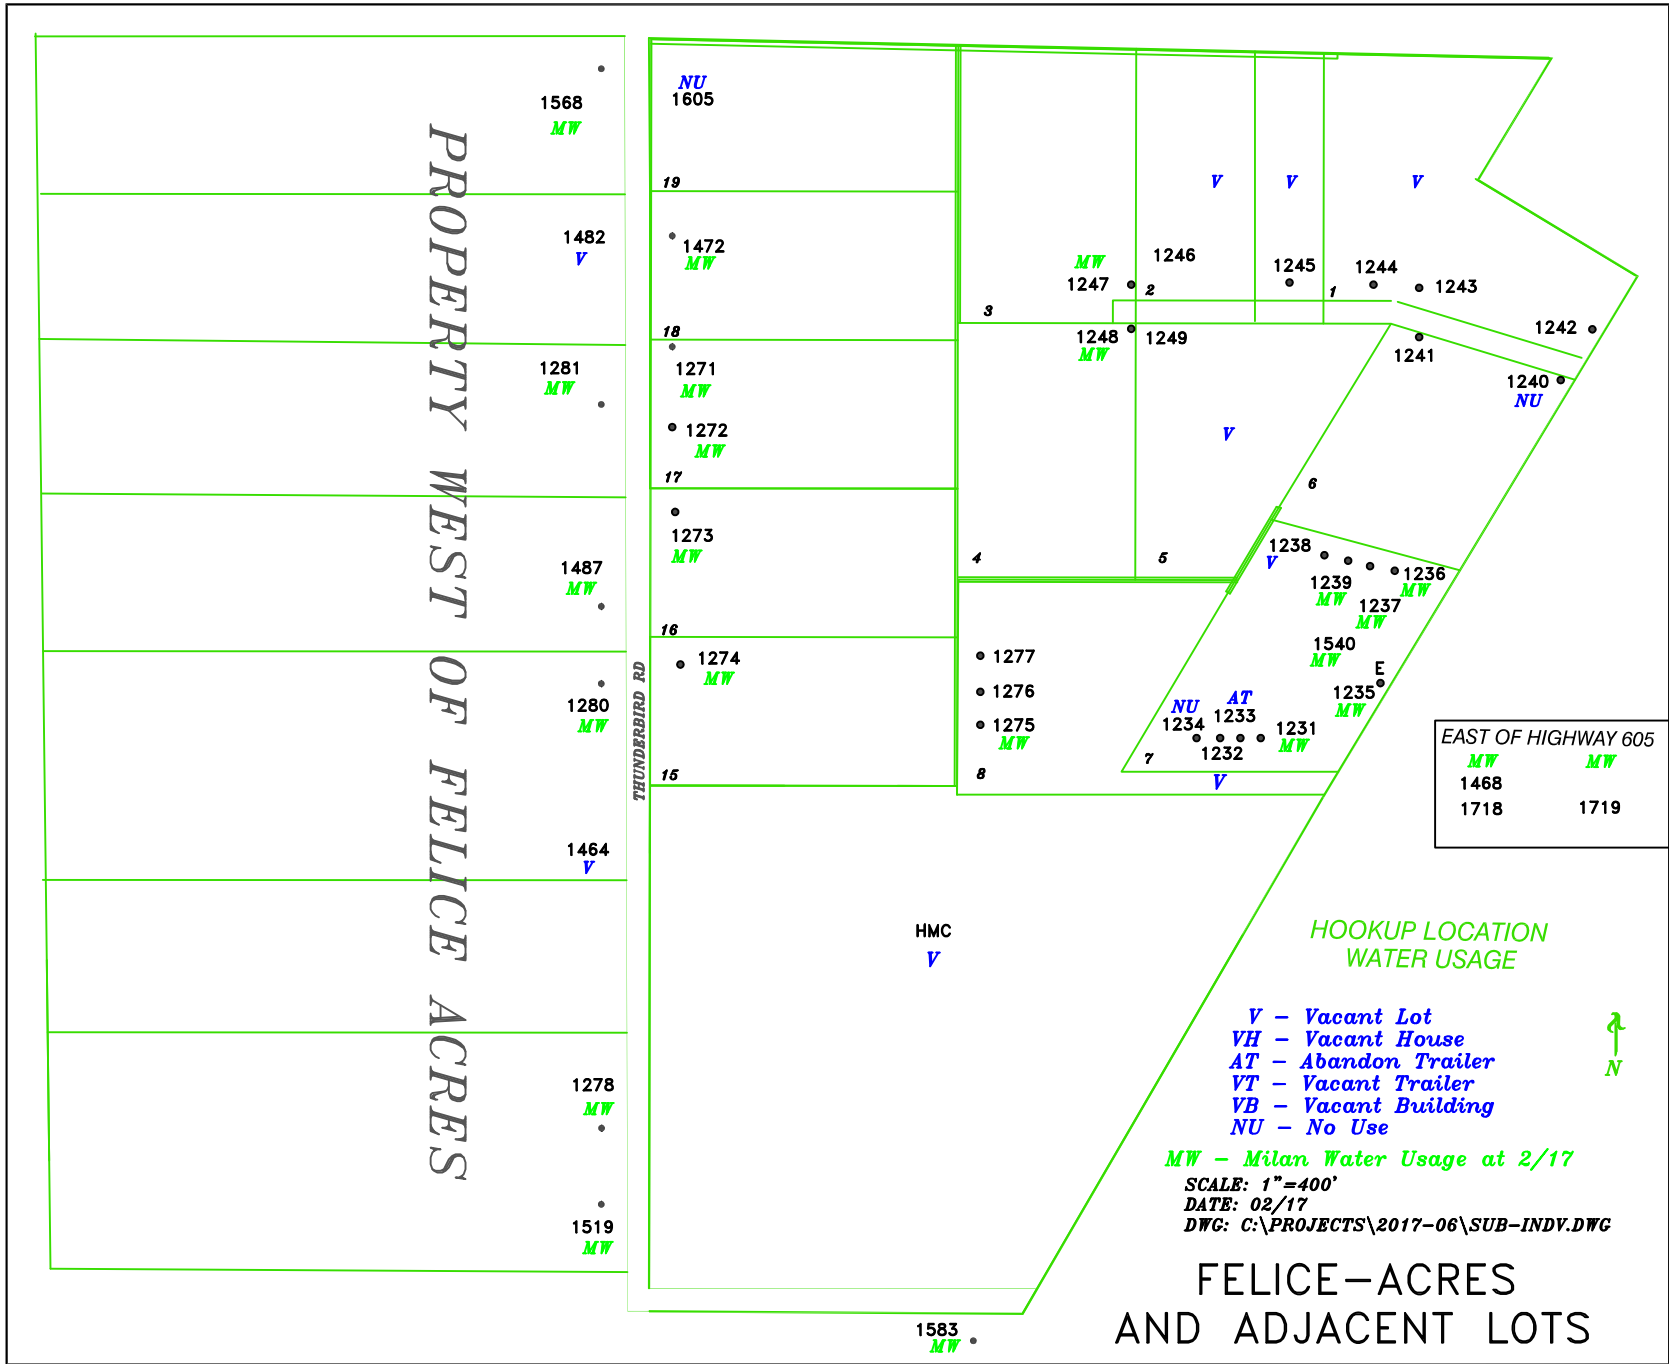 PROPERTY WEST OF FELICE ACRES
1568
MW
1482
V
1281
MW
1487
MW
1280
MW
1464
V
1278
MW
1519
MW
THUNDERBIRD RD
NU
1605
19
1472
MW
18
1271
MW
1272
MW
17
1273
MW
16
1274
MW
15
V
V
V
MW
1246
1247
2
3
1245
1
1244
1243
1242
1248
1249
MW
1241
1240
NU
V
4
5
6
1238
V
1239
MW
1236
MW
1237
MW
1540
MW
E
1235
MW
1277
1276
1275
MW
8
NU
AT
1234
1233
1232
1231
MW
7
V
EAST OF HIGHWAY 605
MW MW
1468
1718 1719
HMC
V
HOOKUP LOCATION
WATER USAGE
V - Vacant Lot
VH - Vacant House
AT - Abandon Trailer
VT - Vacant Trailer
VB - Vacant Building
NU - No Use
N
MW - Milan Water Usage at 2/17
SCALE: 1"=400'
DATE: 02/17
DWG: C:\PROJECTS\2017-06\SUB-INDV.DWG
FELICE-ACRES
AND ADJACENT LOTS
1583
MW